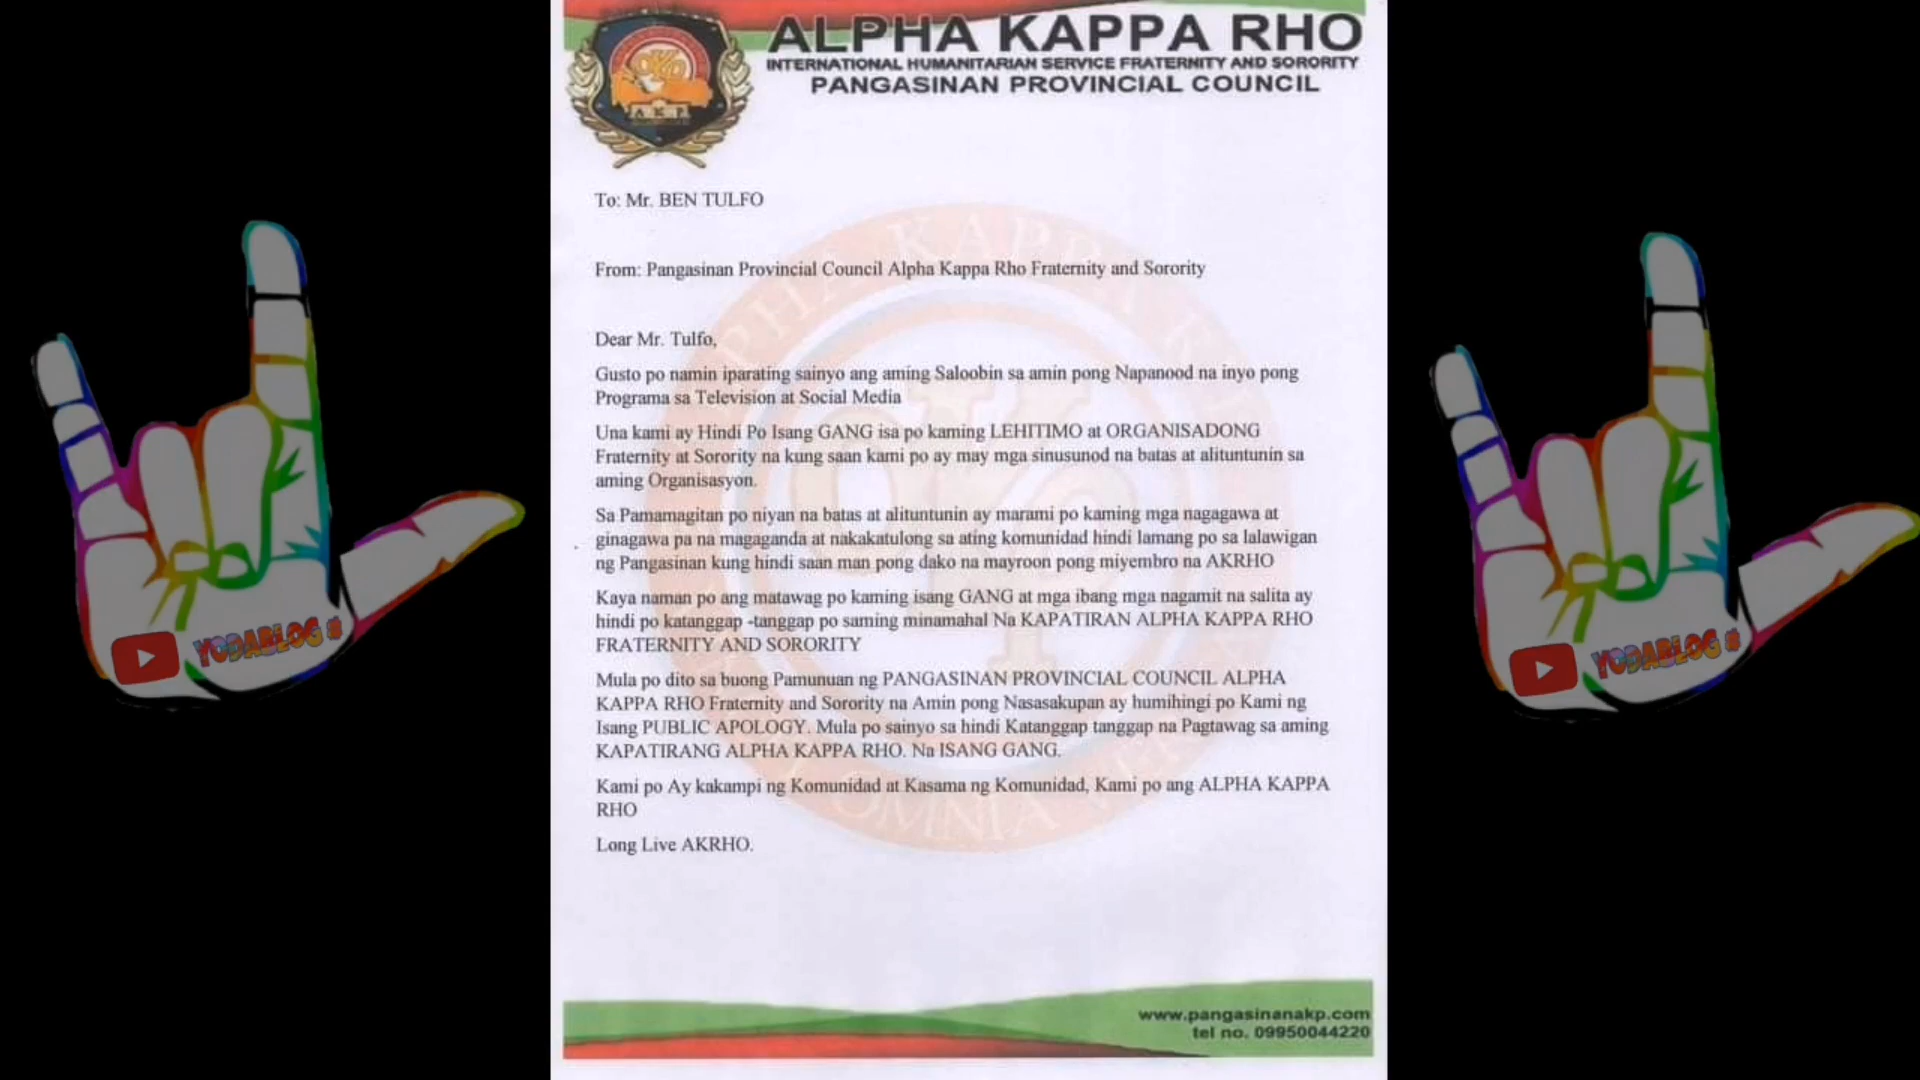 ALPHA KAPPA RHO
INTERNATIONAL HUMANITARIAN SERVICE FRATERNITY AND SORORITY
PANGASINAN PROVINCIAL COUNCIL
A K P
To: Mr. BEN TULFO
From: Pangasinan Provincial Council Alpha Kappa Rho Fraternity and Sorority
Dear Mr. Tulfo,
Gusto po namin iparating sainyo ang aming Saloobin sa amin pong Napanood na inyo pong
Programa sa Television at Social Media
Una kami ay Hindi Po Isang GANG isa po kaming LEHITIMO at ORGANISADONG
Fraternity at Sorority na kung saan kami po ay may mga sinusunod na batas at alituntunin sa
aming Organisasyon.
Sa Pamamagitan po niyan na batas at alituntunin ay marami po kaming mga nagagawa at
ginagawa pa na magaganda at nakakatulong sa ating komunidad hindi lamang po sa lalawigan
ng Pangasinan kung hindi saan man pong dako na mayroon pong miyembro na AKRHO
Kaya naman po ang matawag po kaming isang GANG at mga ibang mga nagamit na salita ay
hindi po katanggap -tanggap po saming minamahal Na KAPATIRAN ALPHA KAPPA RHO
FRATERNITY AND SORORITY
Mula po dito sa buong Pamunuan ng PANGASINAN PROVINCIAL COUNCIL ALPHA
KAPPA RHO Fraternity and Sorority na Amin pong Nasasakupan ay humihingi po Kami ng
Isang PUBLIC APOLOGY. Mula po sainyo sa hindi Katanggap tanggap na Pagtawag sa aming
KAPATIRANG ALPHA KAPPA RHO. Na ISANG GANG.
Kami po Ay kakampi ng Komunidad at Kasama ng Komunidad, Kami po ang ALPHA KAPPA
RHO
Long Live AKRHO.
www.pangasinanakp.com
tel no. 09950044220
YODABLOG #
YODABLOG #